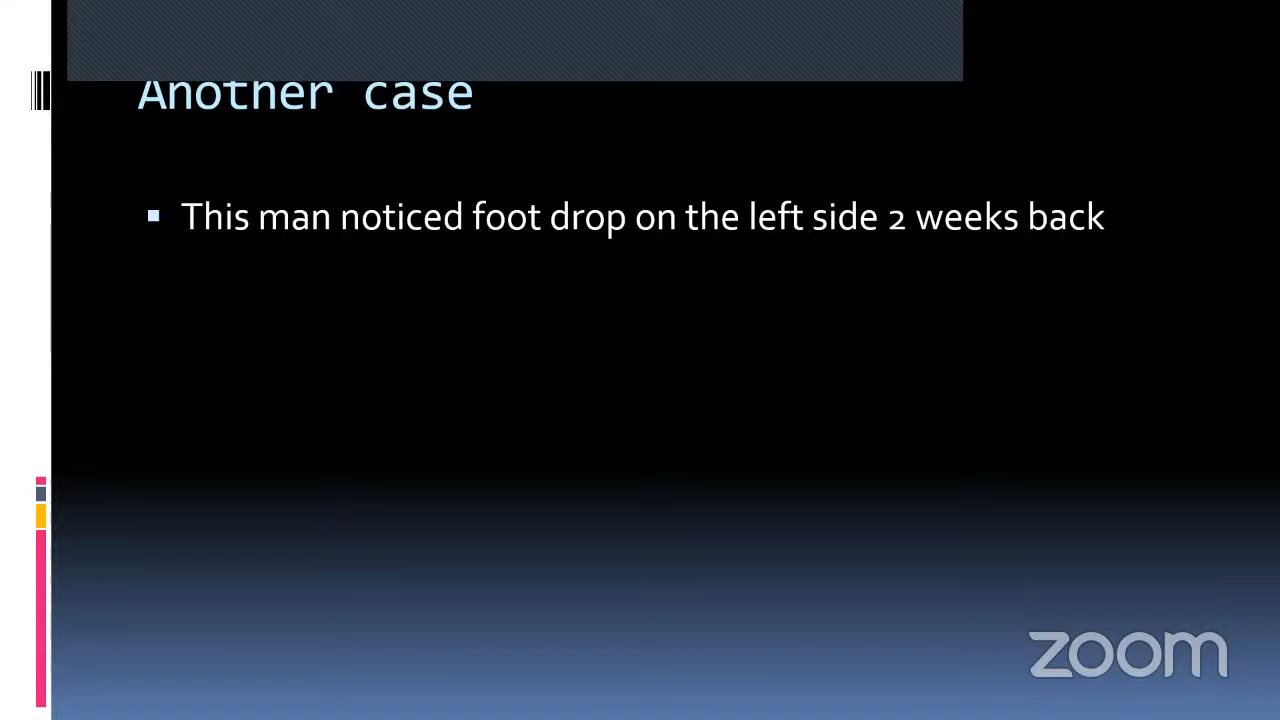 Another case
This man noticed foot drop on the left side 2 weeks back
zoom